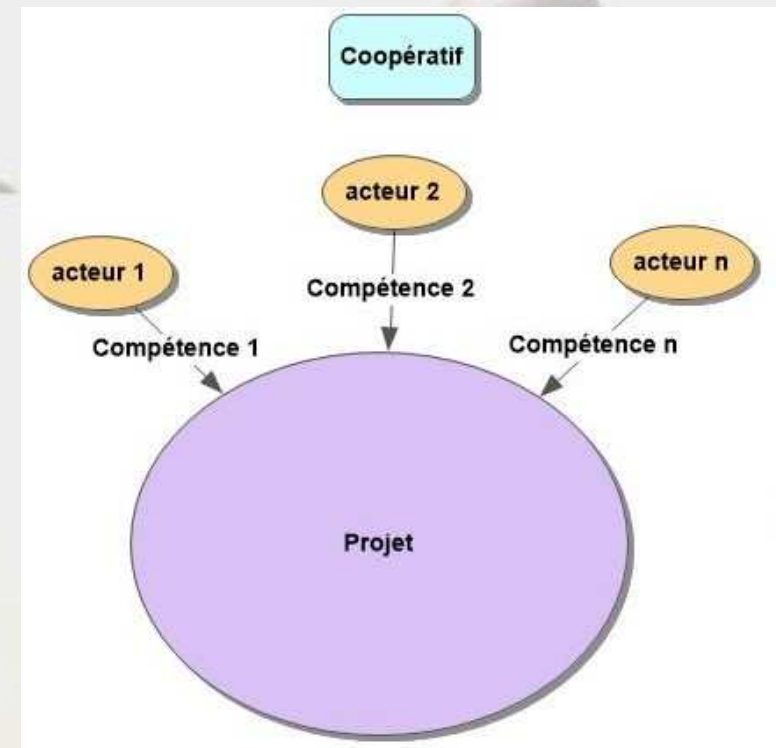 Coopératif
acteur 2
acteur 1
acteur n
Compétence 2
Compétence 1
Compétence n
Projet